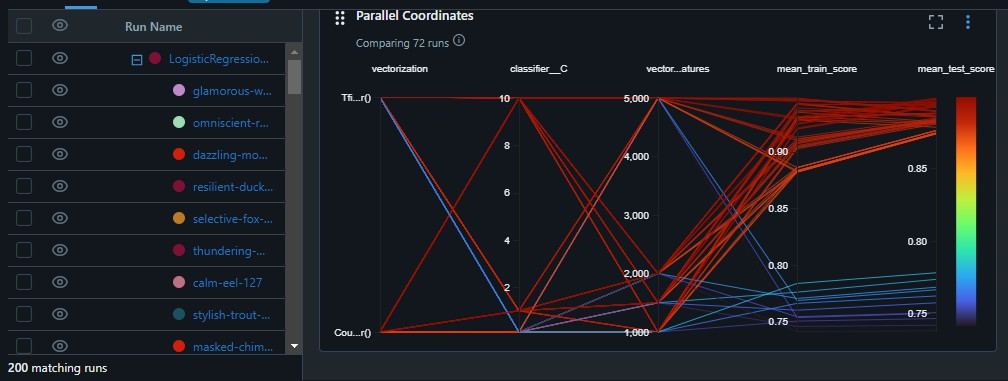 Run Name
LogisticRegressio...
glamorous-w...
omniscient-r...
dazzling-mo...
resilient-duck...
selective-fox-...
thundering-...
calm-eel-127
stylish-trout-...
masked-chim...
200 matching runs
Parallel Coordinates
Comparing 72 runs
vectorization
classifier__C
vector...atures
mean_train_score
mean_test_score
Tfi...r()
Cou...r()
10
8
6
4
2
5,000
4,000
3,000
2,000
1,000
0.90
0.85
0.80
0.75
0.85
0.80
0.75